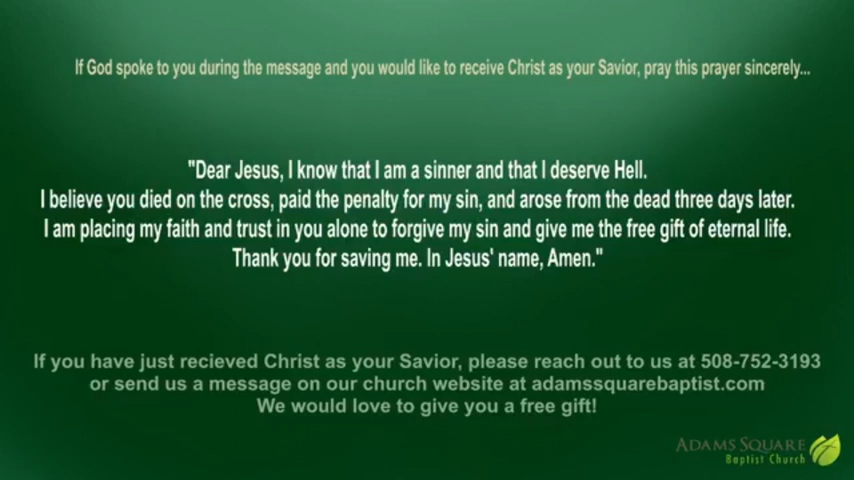 If God spoke to you during the message and you would like to receive Christ as your Savior, pray this prayer sincerely...
"Dear Jesus, I know that I am a sinner and that I deserve Hell.
I believe you died on the cross, paid the penalty for my sin, and arose from the dead three days later.
I am placing my faith and trust in you alone to forgive my sin and give me the free gift of eternal life.
Thank you for saving me. In Jesus' name, Amen."
If you have just recieved Christ as your Savior, please reach out to us at 508-752-3193
or send us a message on our church website at adamssquarebaptist.com
We would love to give you a free gift!
ADAMS SQUARE
Baptist Church